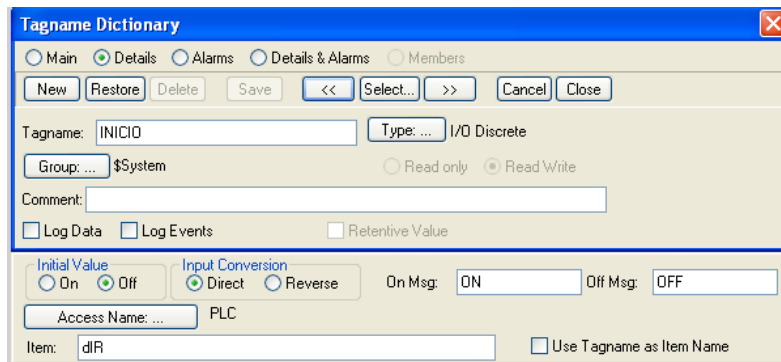 Tagname Dictionary
Main Details Alarms Details & Alarms Members
New Restore Delete Save << Select... >> Cancel Close
Tagname: INICIO Type: ... I/O Discrete
Group: ... $System Read only Read Write
Comment:
Log Data Log Events Retentive Value
Initial Value Input Conversion
On Off Direct Reverse On Msg: ON Off Msg: OFF
Access Name: ... PLC
Item: dIR Use Tagname as Item Name